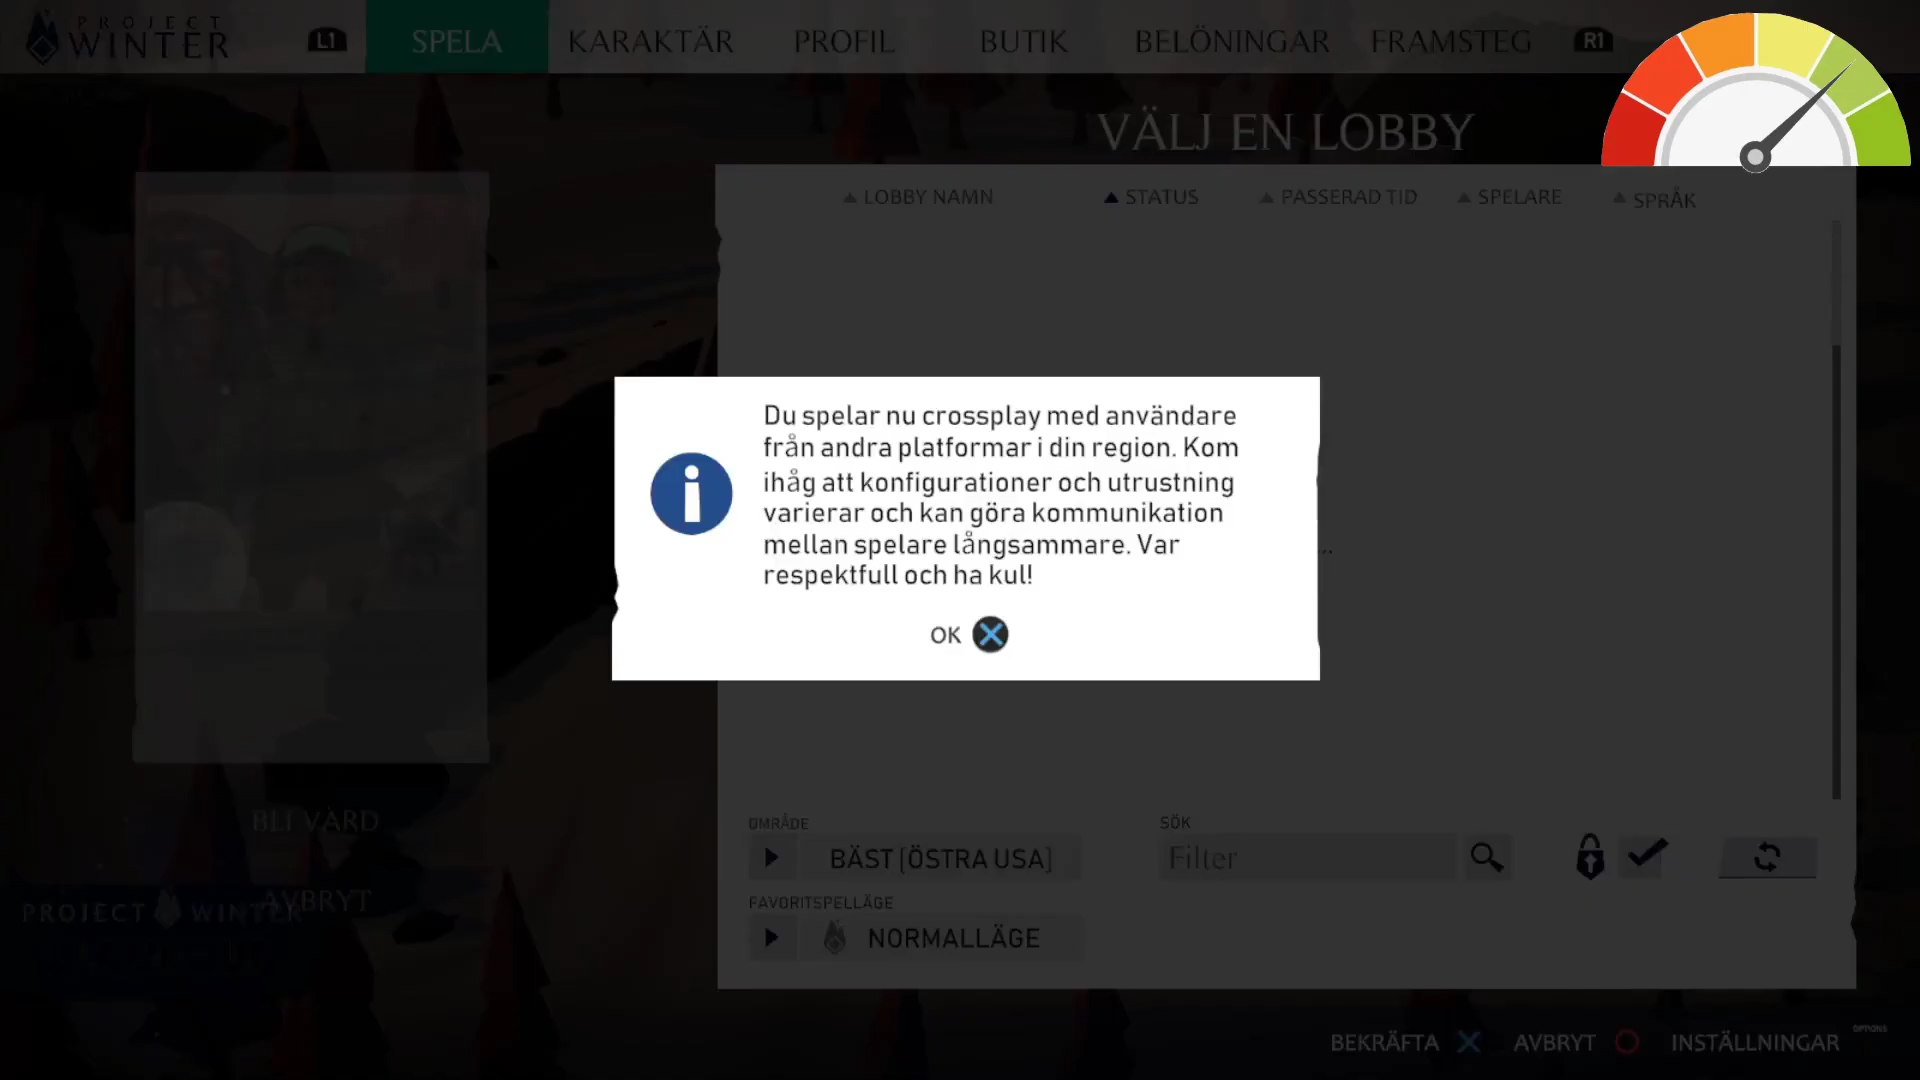 PROJECT
WINTER
L1
SPELA
KARAKTÄR
PROFIL
BUTIK
BELÖNINGAR
FRAMSTEG
R1
VÄLJ EN LOBBY
LOBBY NAMN
STATUS
PASSERAD TID
SPELARE
SPRÅK
Du spelar nu crossplay med användare
från andra platformar i din region. Kom
ihåg att konfigurationer och utrustning
varierar och kan göra kommunikation
mellan spelare långsammare. Var
respektfull och ha kul!
...
OK
BLI VÄRD
AVBRYT
PROJECT WINTER
OMRÅDE
BÄST [ÖSTRA USA]
SÖK
Filter
FAVORITSPELLÄGE
NORMALLÄGE
BEKRÄFTA
AVBRYT
INSTÄLLNINGAR
OPTIONS